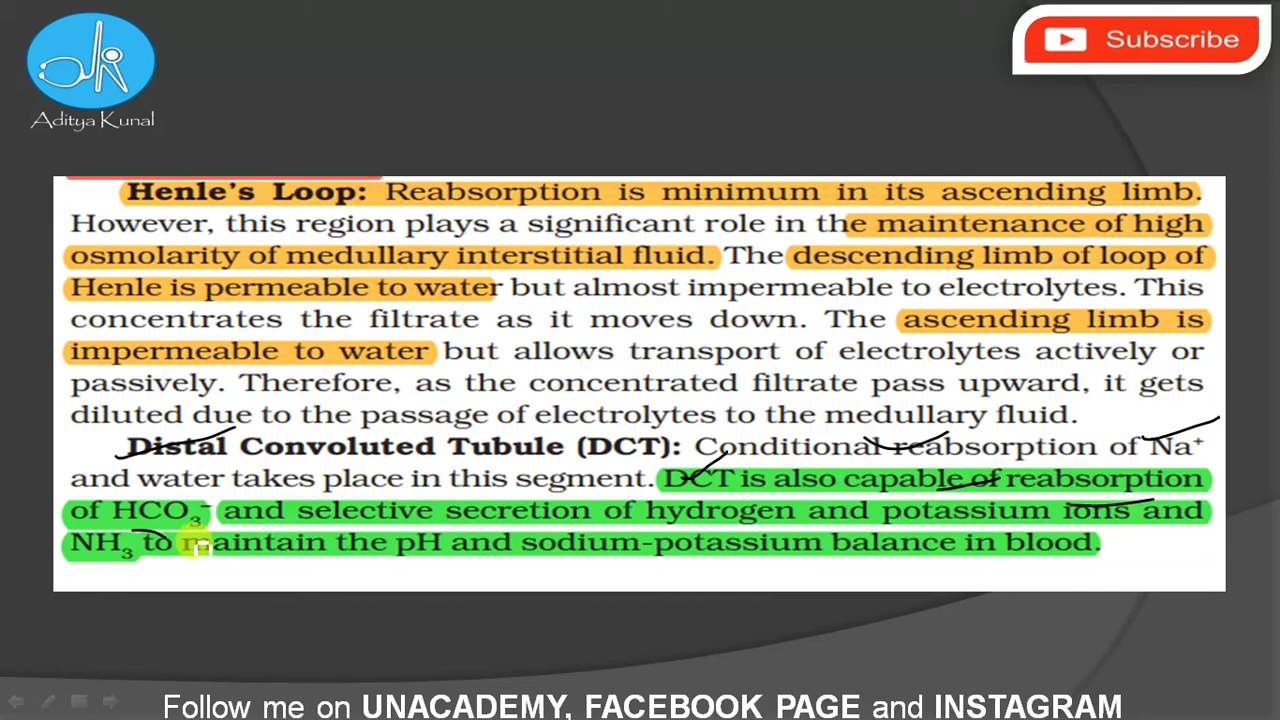 Subscribe
Aditya Kunal
Henle's Loop: Reabsorption is minimum in its ascending limb.
However, this region plays a significant role in the maintenance of high
osmolarity of medullary interstitial fluid. The descending limb of loop of
Henle is permeable to water but almost impermeable to electrolytes. This
concentrates the filtrate as it moves down. The ascending limb is
impermeable to water but allows transport of electrolytes actively or
passively. Therefore, as the concentrated filtrate pass upward, it gets
diluted due to the passage of electrolytes to the medullary fluid.
Distal Convoluted Tubule (DCT): Conditional reabsorption of Na⁺
and water takes place in this segment. DCT is also capable of reabsorption
of HCO₃⁻ and selective secretion of hydrogen and potassium ions and
NH₃ to maintain the pH and sodium-potassium balance in blood.
Follow me on UNACADEMY, FACEBOOK PAGE and INSTAGRAM